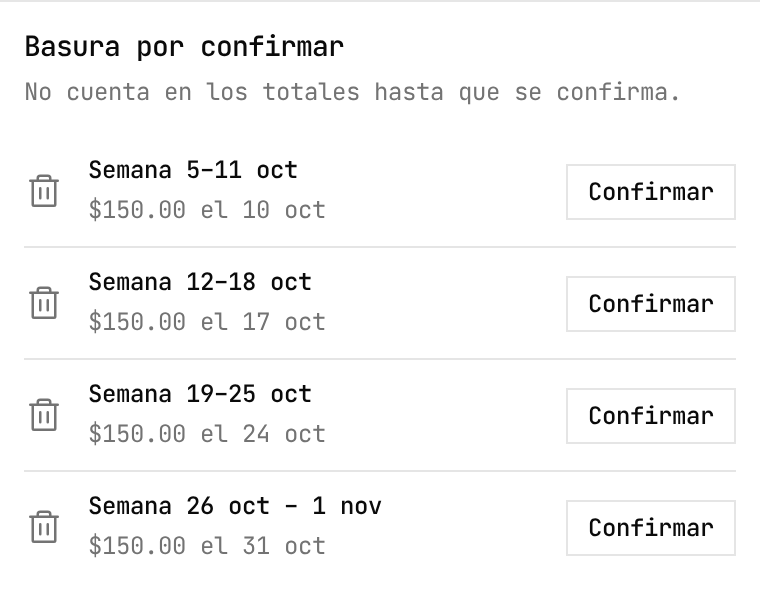 Basura por confirmar
No cuenta en los totales hasta que se confirma.
Semana 5–11 oct
$150.00 el 10 oct
Confirmar
Semana 12–18 oct
$150.00 el 17 oct
Confirmar
Semana 19–25 oct
$150.00 el 24 oct
Confirmar
Semana 26 oct – 1 nov
$150.00 el 31 oct
Confirmar